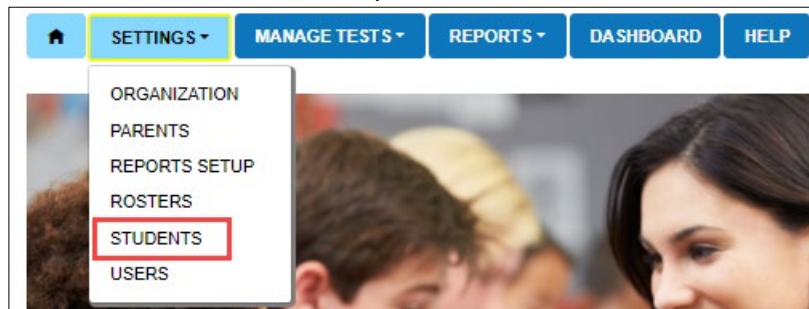 SETTINGS MANAGE TESTS REPORTS DASHBOARD HELP
ORGANIZATION
PARENTS
REPORTS SETUP
ROSTERS
STUDENTS
USERS